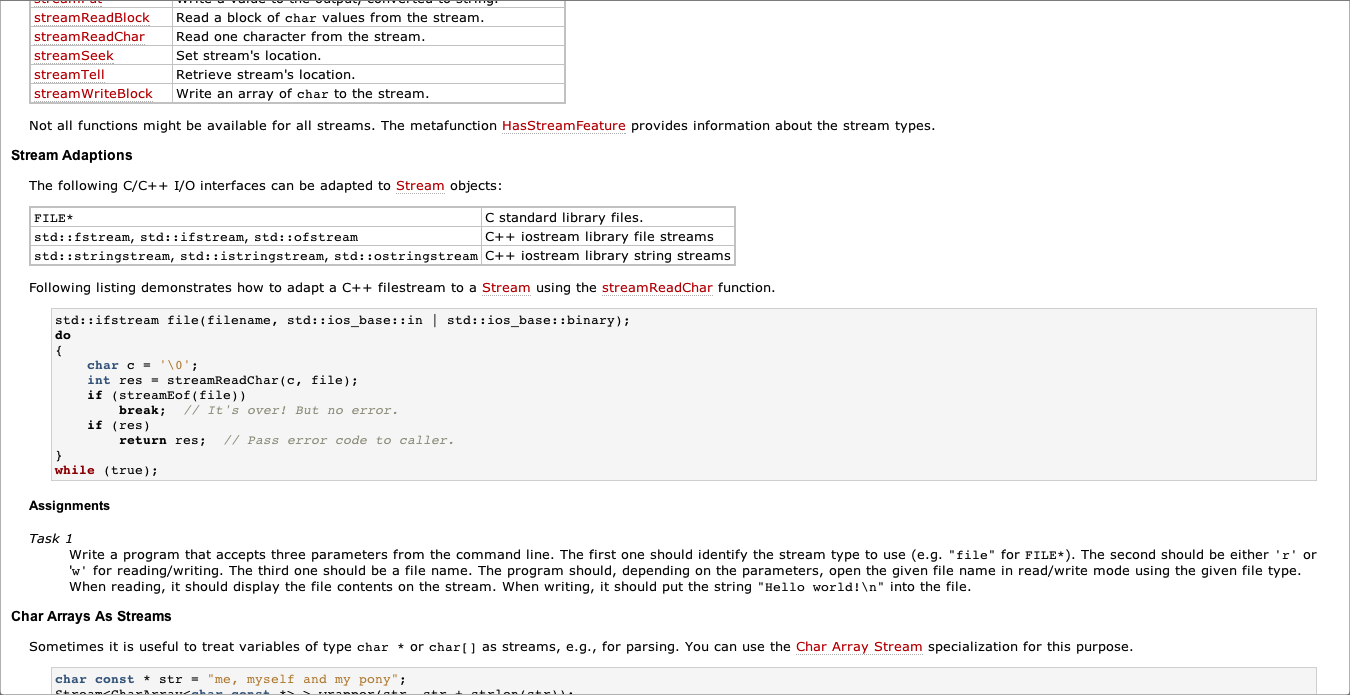 streamPut Write a value to the output, converted to string.
streamReadBlock Read a block of char values from the stream.
streamReadChar Read one character from the stream.
streamSeek Set stream's location.
streamTell Retrieve stream's location.
streamWriteBlock Write an array of char to the stream.
Not all functions might be available for all streams. The metafunction HasStreamFeature provides information about the stream types.
Stream Adaptions
The following C/C++ I/O interfaces can be adapted to Stream objects:
FILE* C standard library files.
std::fstream, std::ifstream, std::ofstream C++ iostream library file streams
std::stringstream, std::istringstream, std::ostringstream C++ iostream library string streams
Following listing demonstrates how to adapt a C++ filestream to a Stream using the streamReadChar function.
std::ifstream file(filename, std::ios_base::in | std::ios_base::binary);
do
{
    char c = '\0';
    int res = streamReadChar(c, file);
    if (streamEof(file))
        break;  // It's over! But no error.
    if (res)
        return res;  // Pass error code to caller.
}
while (true);
Assignments
Task 1
Write a program that accepts three parameters from the command line. The first one should identify the stream type to use (e.g. "file" for FILE*). The second should be either 'r' or
'w' for reading/writing. The third one should be a file name. The program should, depending on the parameters, open the given file name in read/write mode using the given file type.
When reading, it should display the file contents on the stream. When writing, it should put the string "Hello world!\n" into the file.
Char Arrays As Streams
Sometimes it is useful to treat variables of type char * or char[] as streams, e.g., for parsing. You can use the Char Array Stream specialization for this purpose.
char const * str = "me, myself and my pony";
Stream<CharArray<char const *> > wrapper(str, str + strlen(str));